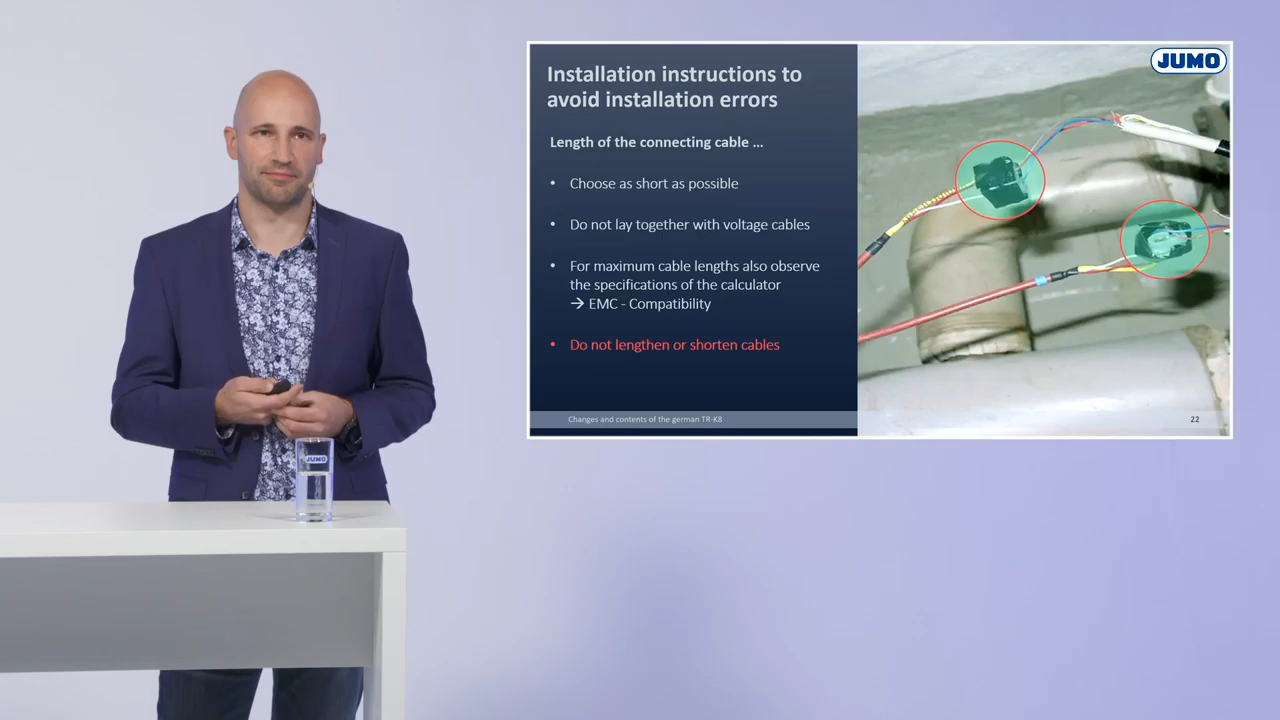 JUMO
Installation instructions to
avoid installation errors
Length of the connecting cable ...
• Choose as short as possible
• Do not lay together with voltage cables
• For maximum cable lengths also observe
the specifications of the calculator
→ EMC - Compatibility
• Do not lengthen or shorten cables
Changes and contents of the german TR-K8
22
JUMO